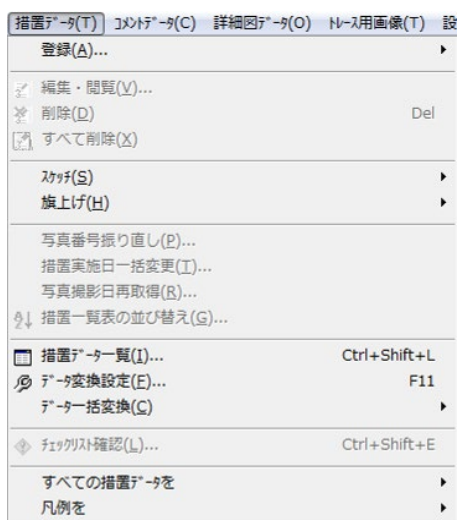 措置ﾃﾞｰﾀ(T) ｺﾒﾝﾄﾃﾞｰﾀ(C) 詳細図ﾃﾞｰﾀ(O) ﾄﾚｰｽ用画像(T) 設
登録(A)...
編集・閲覧(V)...
削除(D) Del
すべて削除(X)
ｽｹｯﾁ(S)
旗上げ(H)
写真番号振り直し(P)...
措置実施日一括変更(T)...
写真撮影日再取得(R)...
措置一覧表の並び替え(G)...
措置ﾃﾞｰﾀ一覧(I)... Ctrl+Shift+L
ﾃﾞｰﾀ変換設定(F)... F11
ﾃﾞｰﾀ一括変換(C)
ﾁｪｯｸﾘｽﾄ確認(L)... Ctrl+Shift+E
すべての措置ﾃﾞｰﾀを
凡例を